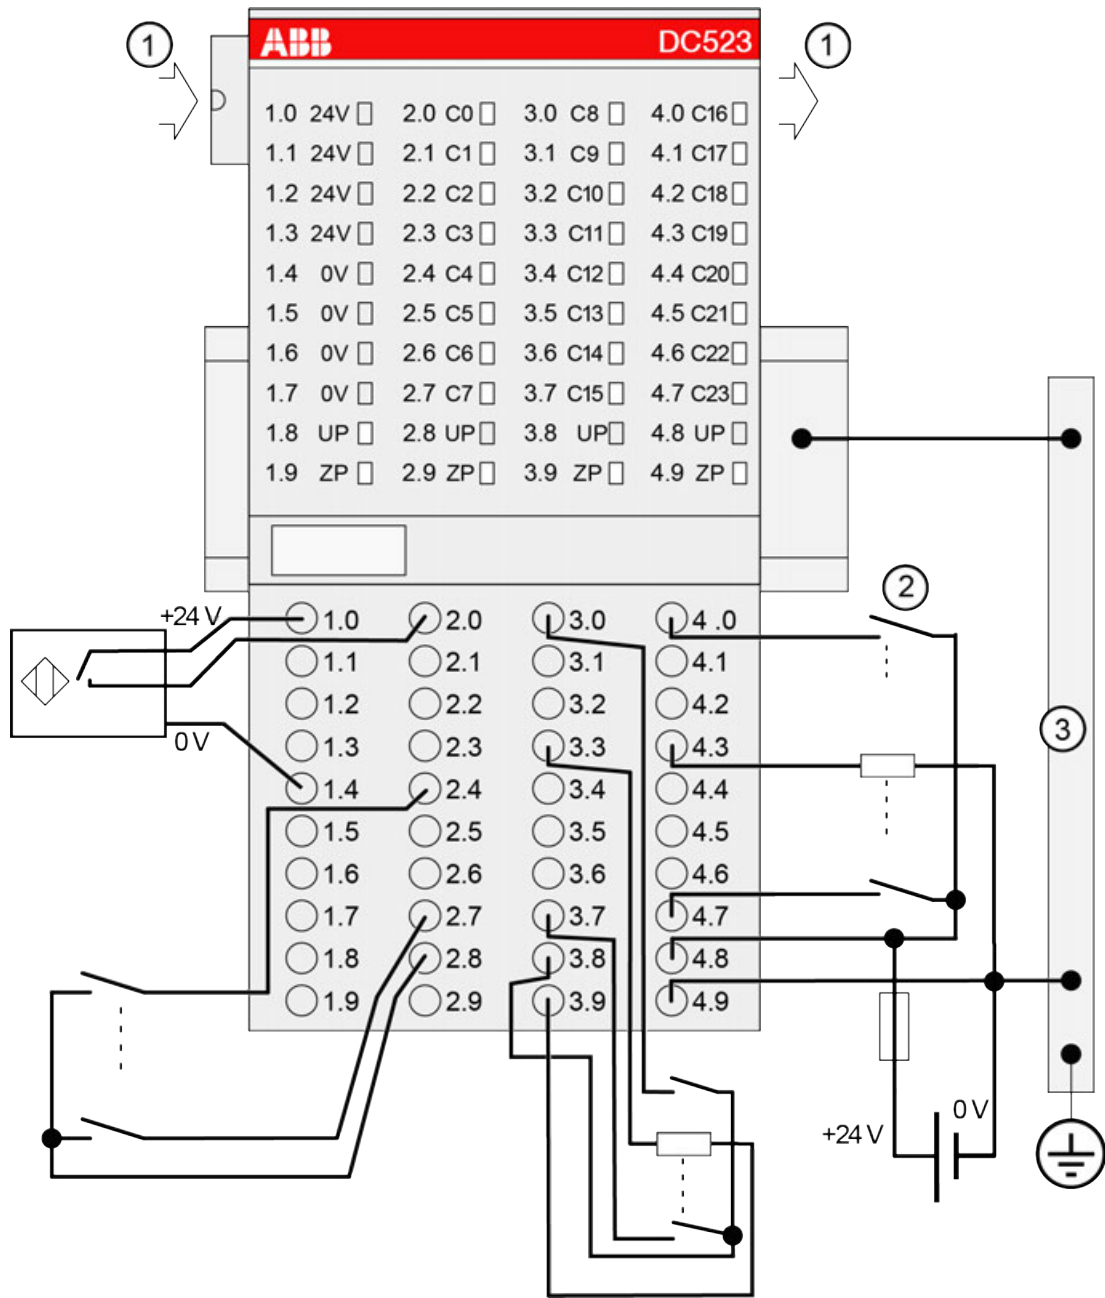 1 ABB DC523 1
1.0 24V 2.0 C0 3.0 C8 4.0 C16
1.1 24V 2.1 C1 3.1 C9 4.1 C17
1.2 24V 2.2 C2 3.2 C10 4.2 C18
1.3 24V 2.3 C3 3.3 C11 4.3 C19
1.4 0V 2.4 C4 3.4 C12 4.4 C20
1.5 0V 2.5 C5 3.5 C13 4.5 C21
1.6 0V 2.6 C6 3.6 C14 4.6 C22
1.7 0V 2.7 C7 3.7 C15 4.7 C23
1.8 UP 2.8 UP 3.8 UP 4.8 UP
1.9 ZP 2.9 ZP 3.9 ZP 4.9 ZP
2
+24 V 1.0 2.0 3.0 4 .0
1.1 2.1 3.1 4.1
1.2 2.2 3.2 4.2
0 V 1.3 2.3 3.3 4.3 3
1.4 2.4 3.4 4.4
1.5 2.5 3.5 4.5
1.6 2.6 3.6 4.6
1.7 2.7 3.7 4.7
1.8 2.8 3.8 4.8
1.9 2.9 3.9 4.9
0 V
+24 V